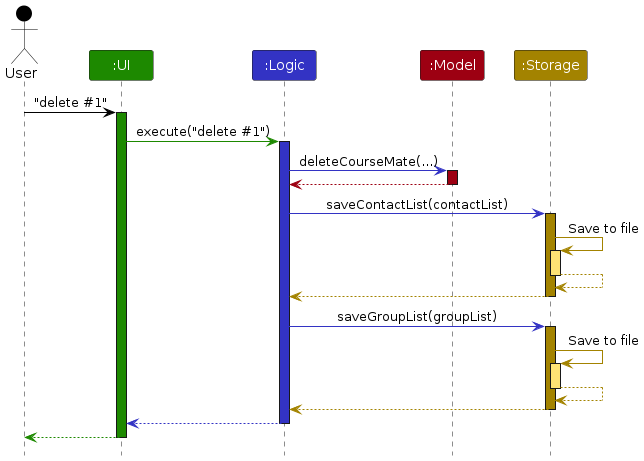 User
:UI
:Logic
:Model
:Storage
"delete #1"
execute("delete #1")
deleteCourseMate(...)
saveContactList(contactList)
Save to file
saveGroupList(groupList)
Save to file